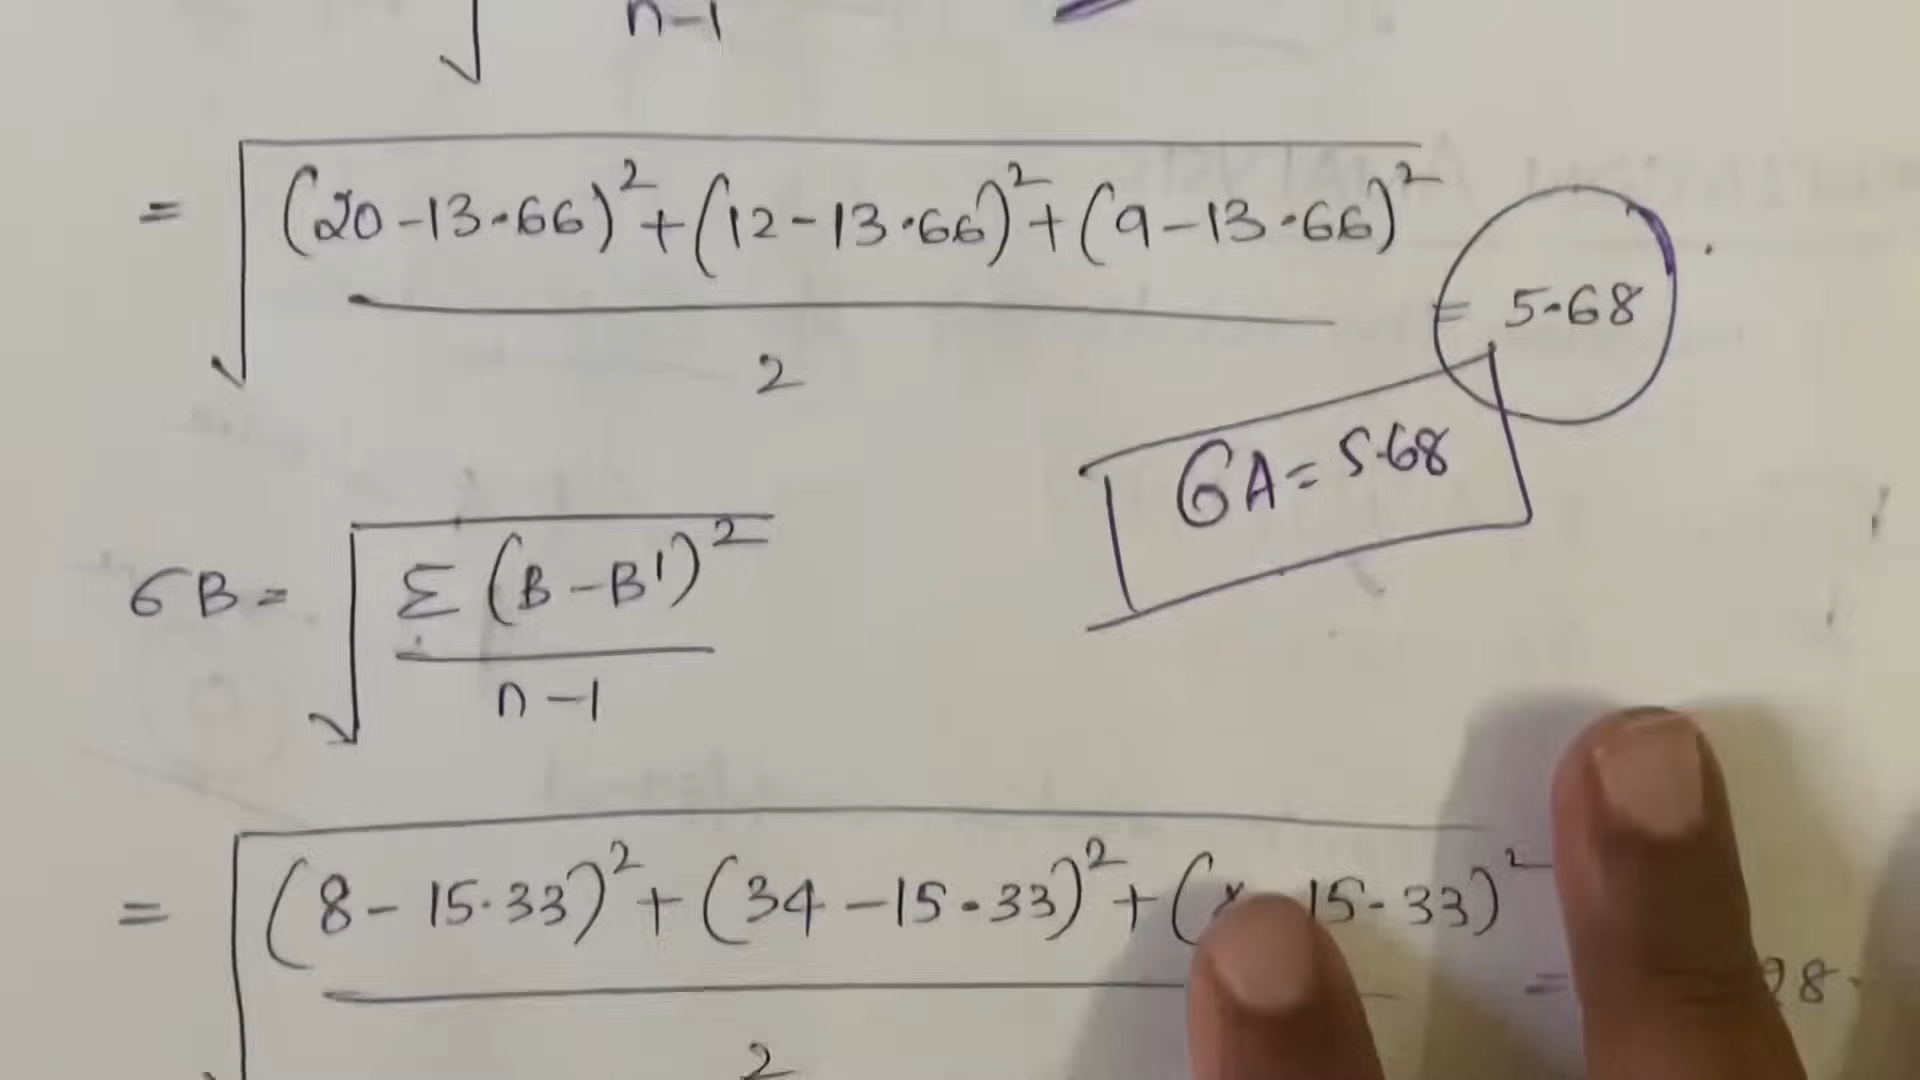 √ n-1
= √ (20-13.66)² + (12-13.66)² + (9-13.66)² / 2 = 5.68
σA = 5.68
σB = √ Σ(B-B')² / n-1
= √ (8-15.33)² + (34-15.33)² + ( 15.33)² / 2 = 98